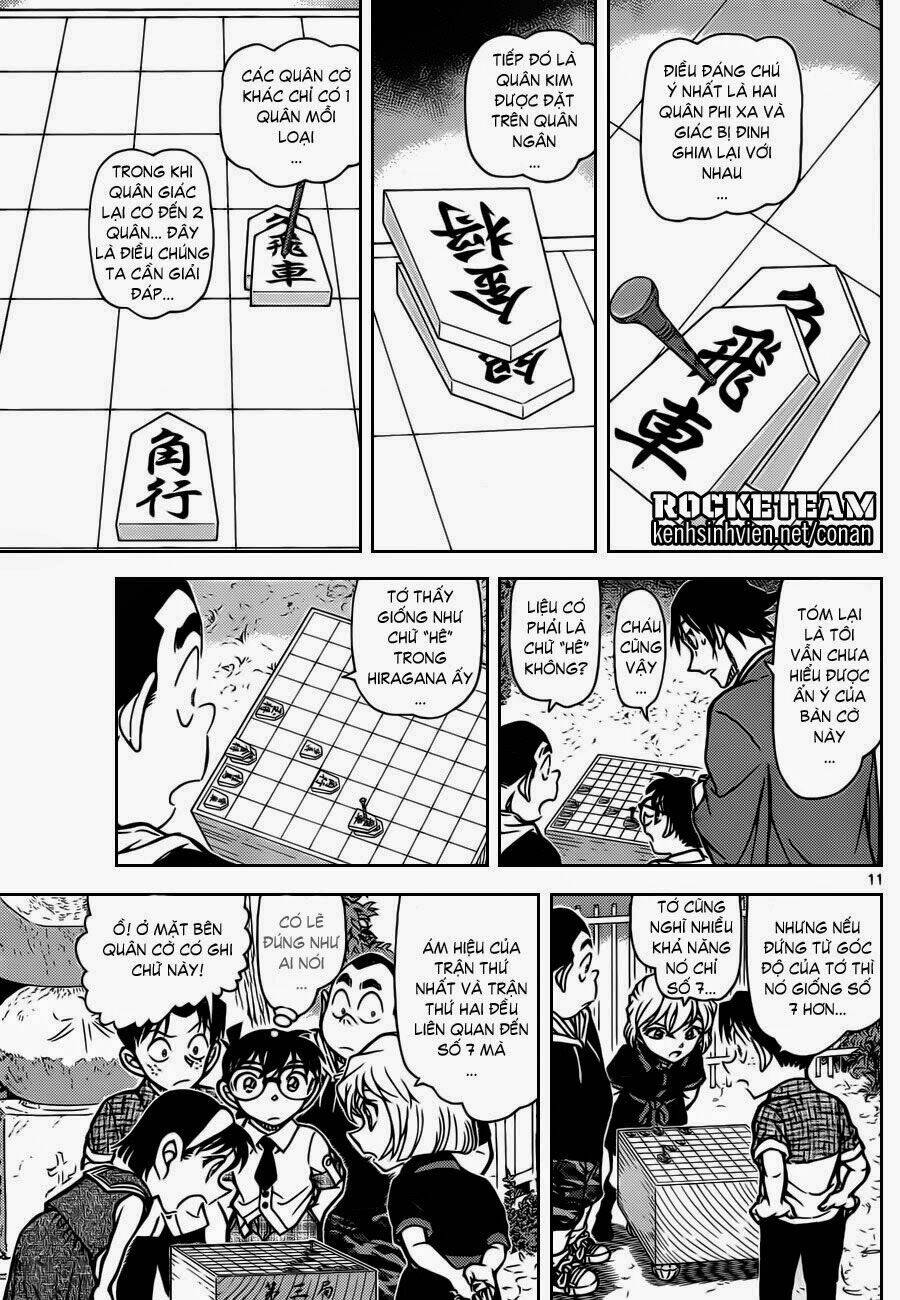 ĐIỀU ĐÁNG CHÚ
Ý NHẤT LÀ HAI
QUÂN PHI XA VÀ
GIÁC BỊ ĐINH
GHIM LẠI VỚI
NHAU
...
飛車
ROCKETEAM
kenhsinhvien.net/conan
TIẾP ĐÓ LÀ
QUÂN KIM
ĐƯỢC ĐẶT
TRÊN QUÂN
NGÂN
...
金将
CÁC QUÂN CỜ
KHÁC CHỈ CÓ 1
QUÂN MỖI
LOẠI
...
TRONG KHI
QUÂN GIÁC
LẠI CÓ ĐẾN 2
QUÂN... ĐÂY
LÀ ĐIỀU CHÚNG
TA CẦN GIẢI
ĐÁP...
飛車
角行
TÓM LẠI
LÀ TÔI
VẪN CHƯA
HIỂU ĐƯỢC
ẨN Ý CỦA
BÀN CỜ
NÀY
...
CHÁU
CŨNG
VẬY
...
LIỆU CÓ
PHẢI LÀ
CHỮ "HÊ"
KHÔNG?
TỚ THẤY
GIỐNG NHƯ
CHỮ "HÊ"
TRONG
HIRAGANA ẤY
...
11
NHƯNG NẾU
ĐỨNG TỪ GÓC
ĐỘ CỦA TỚ THÌ
NÓ GIỐNG SỐ
7 HƠN...
TỚ CŨNG
NGHĨ NHIỀU
KHẢ NĂNG
NÓ CHỈ
SỐ 7...
ÁM HIỆU CỦA
TRẬN THỨ
NHẤT VÀ TRẬN
THỨ HAI ĐỀU
LIÊN QUAN ĐẾN
SỐ 7 MÀ
...
CÓ LẼ
ĐÚNG NHƯ
AI NÓI
...
Ồ! Ở MẶT BÊN
QUÂN CỜ CÓ GHI
CHỮ NÀY!
第三局